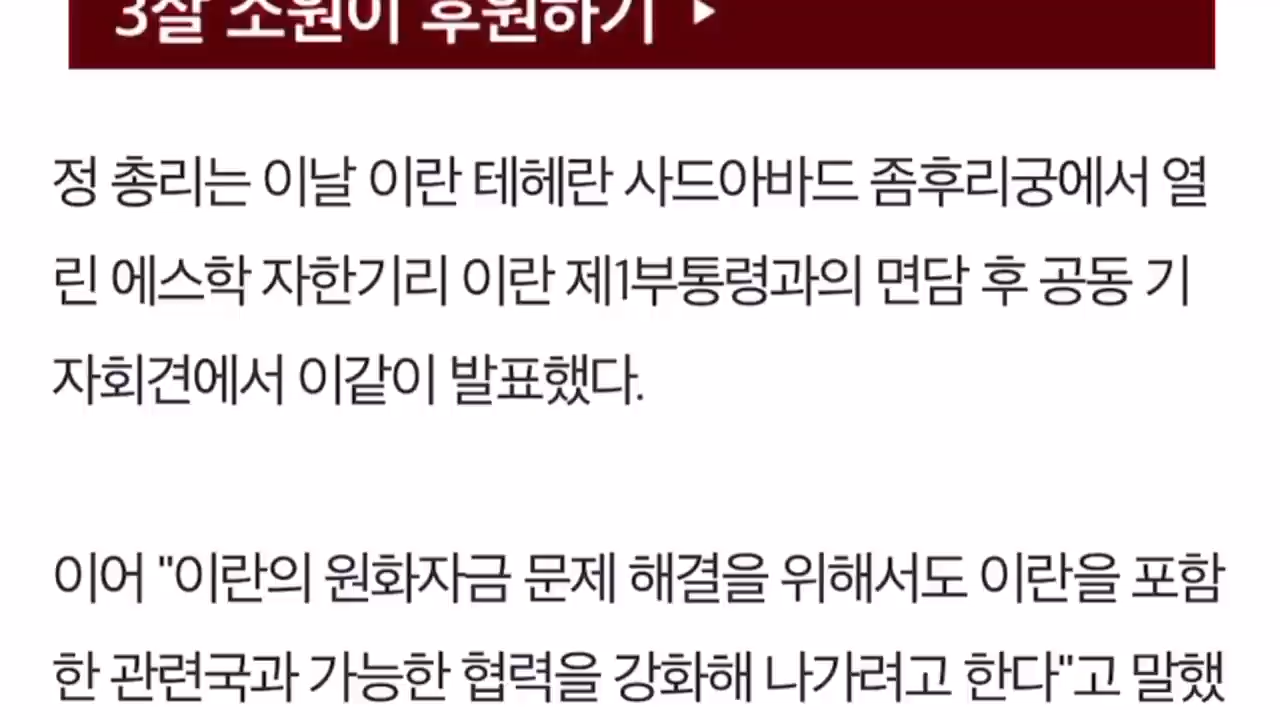 3살 소원이 후원하기 ▶
정 총리는 이날 이란 테헤란 사드아바드 좀후리궁에서 열
린 에스학 자한기리 이란 제1부통령과의 면담 후 공동 기
자회견에서 이같이 발표했다.
이어 "이란의 원화자금 문제 해결을 위해서도 이란을 포함
한 관련국과 가능한 협력을 강화해 나가려고 한다"고 말했